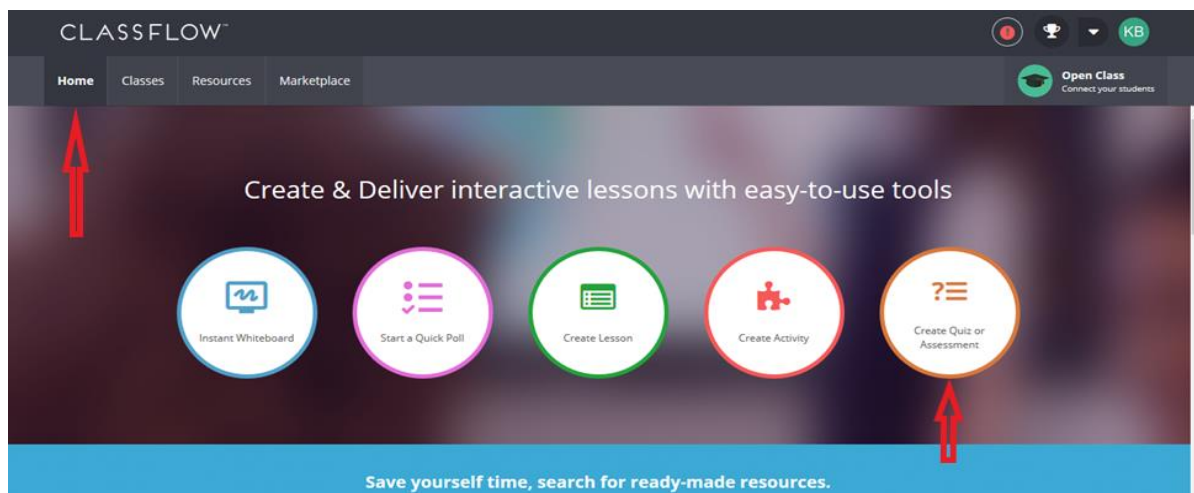 CLASSFLOW™
KB
Home Classes Resources Marketplace
Open Class
Connect your students
Create & Deliver interactive lessons with easy-to-use tools
Instant Whiteboard
Start a Quick Poll
Create Lesson
Create Activity
?
Create Quiz or
Assessment
Save yourself time, search for ready-made resources.